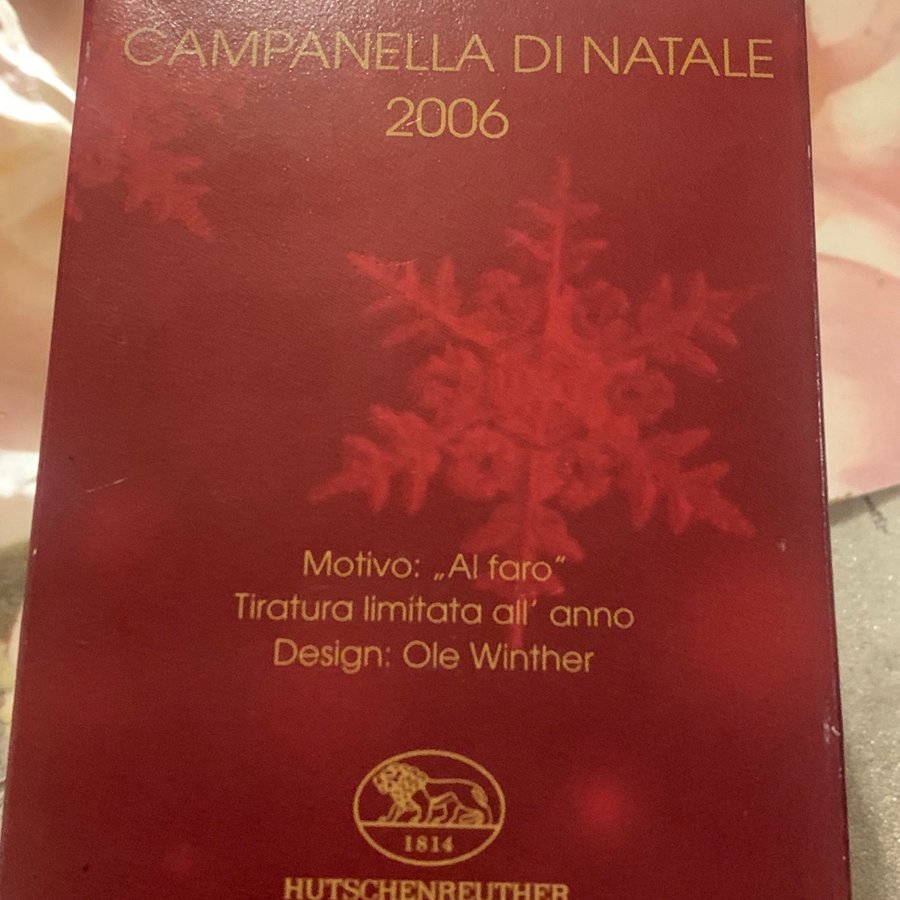 CAMPANELLA DI NATALE
2006
Motivo: „Al faro“
Tiratura limitata all' anno
Design: Ole Winther
1814
HUTSCHENREUTHER